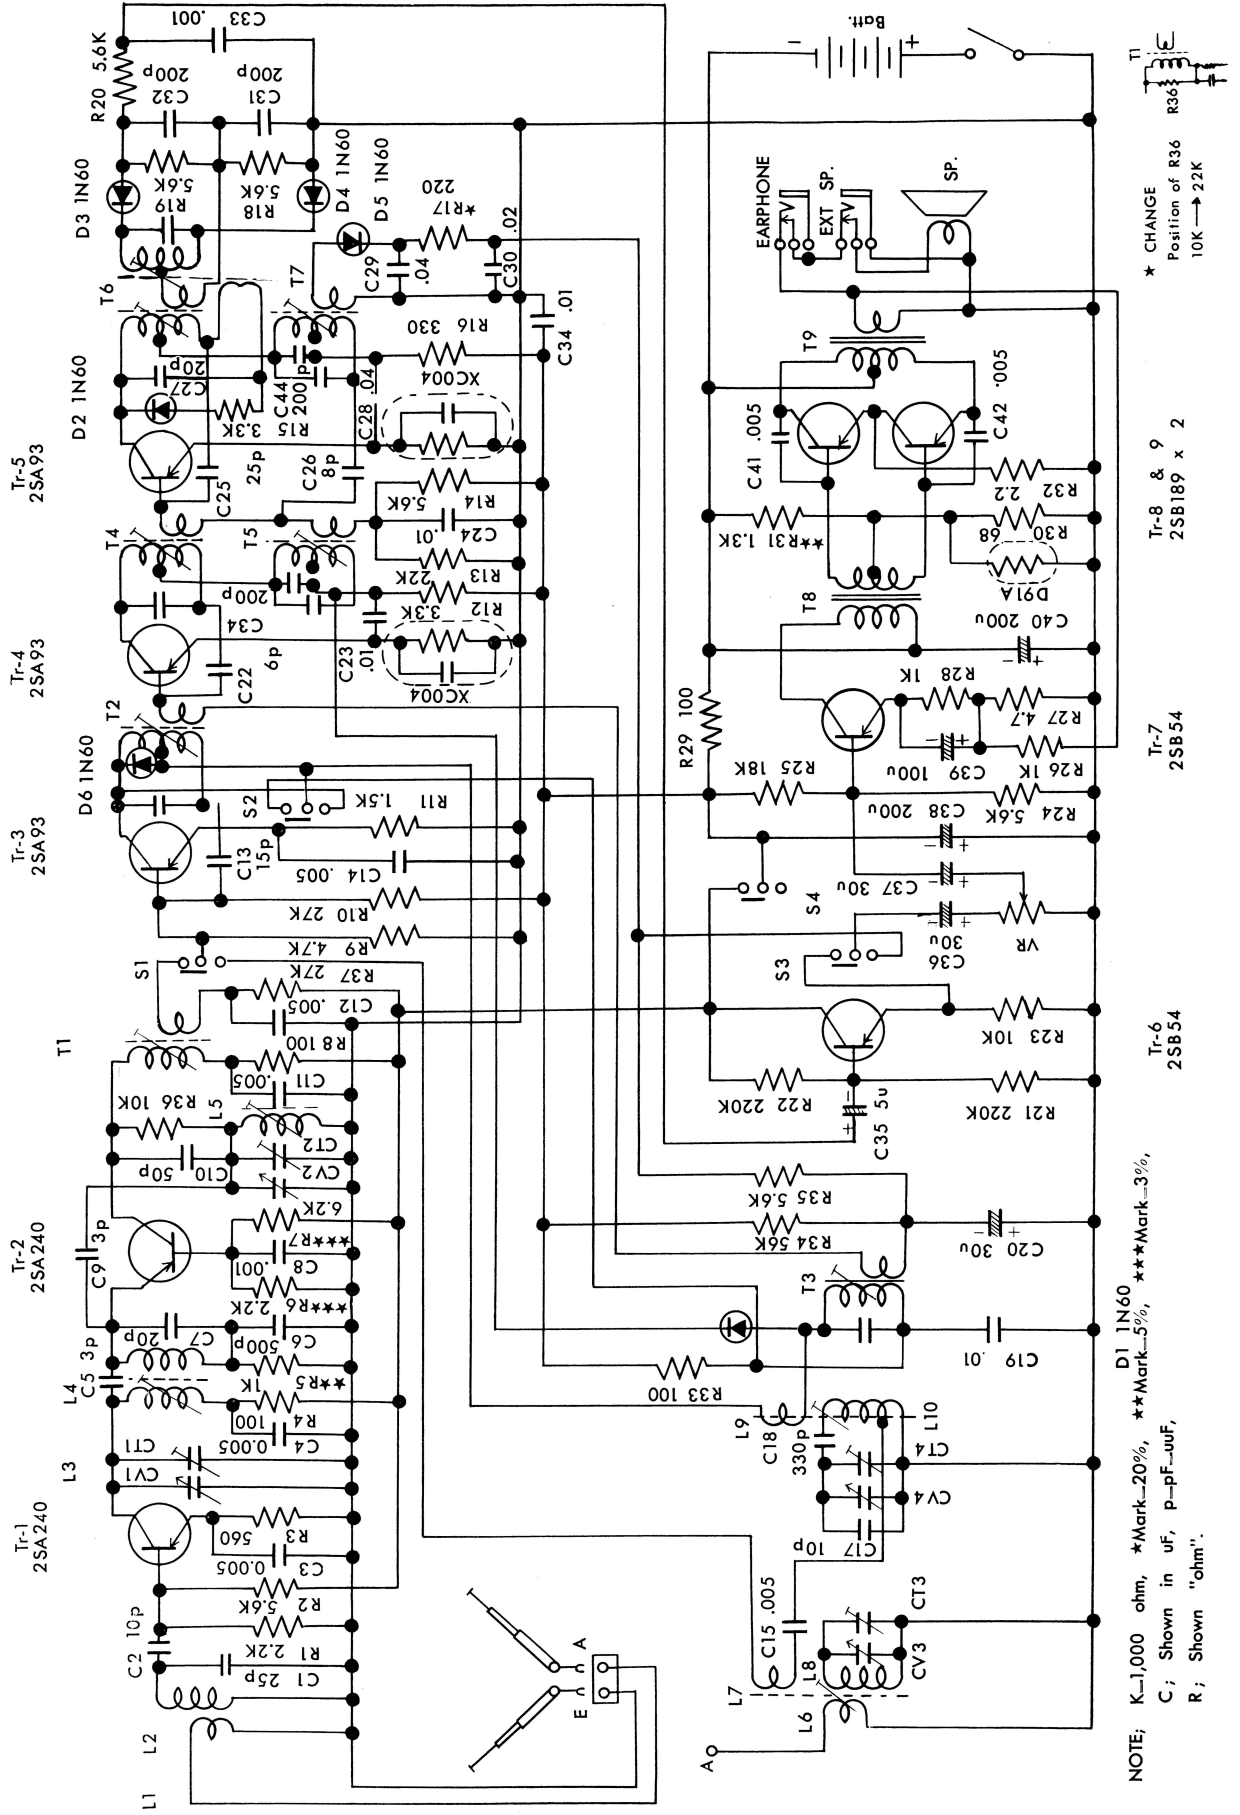 Tr-1
2SA240
Tr-2
2SA240
Tr-3
2SA93
Tr-4
2SA93
Tr-5
2SA93
L1
L2
C2 10p
C1
25p
R1
2.2K
R2
5.6K
C3
0.005
R3
560
L3
CV1
CT1
C4
0.005
R4
100
L4
C5 3p
★★R5
1K
C6
500p
C7
20p
★★★R6
2.2K
C8
.001
★★★R7
6.2K
C9 3p
C10
50p
CV2
CT2
L5
R36 10K
T1
C11
.005
R8 100
C12
.005
R37
27K
S1
R9 4.7K
R10 27K
C14 .005
C13
15p
R11
1.5K
S2
D6 1N60
T2
C22
6p
C34
T4
XC004
C23
.01
R12
3.3K
R13
22K
200p
T5
C24
.01
R14
5.6K
C25
25p
C26
8p
D2 1N60
R15
3.3K
C27
20p
C44
200p
C28 .04
XC004
R16
330
C34 .01
T6
T7
D3 1N60
R19
5.6K
R18
5.6K
R20 5.6K
C32
200p
C31
200p
C33
.001
D4 1N60
D5 1N60
C29
.04
★R17
220
C30 .02
E
A
A
L6
L7
L8
C15 .005
CV3
CT3
C17 10p
CV4
CT4
C18
330p
L9
L10
R33 100
D1 1N60
T3
C19
.01
C20
30u
R34 56K
R35
5.6K
C35 5u
R22
220K
R21
220K
R23
10K
S3
C36
30u
VR
C37 30u
S4
C38
200u
R24
5.6K
R25
18K
R29 100
C39
100u
R26 1K
R28
1K
R27
4.7
C40 200u
T8
D91A
R30
68
★★R31 1.3K
R32
2.2
C41 .005
C42 .005
T9
EARPHONE
EXT SP.
SP.
Batt.
−
+
Tr-6
2SB54
Tr-7
2SB54
Tr-8 & 9
2SB189 x 2
★ CHANGE
Position of R36
10K → 22K
R36
T1
NOTE; K—1,000 ohm, ★Mark—20%, ★★Mark—5%, ★★★Mark—3%,
C; Shown in uF, p—pF—uuF,
R; Shown "ohm".